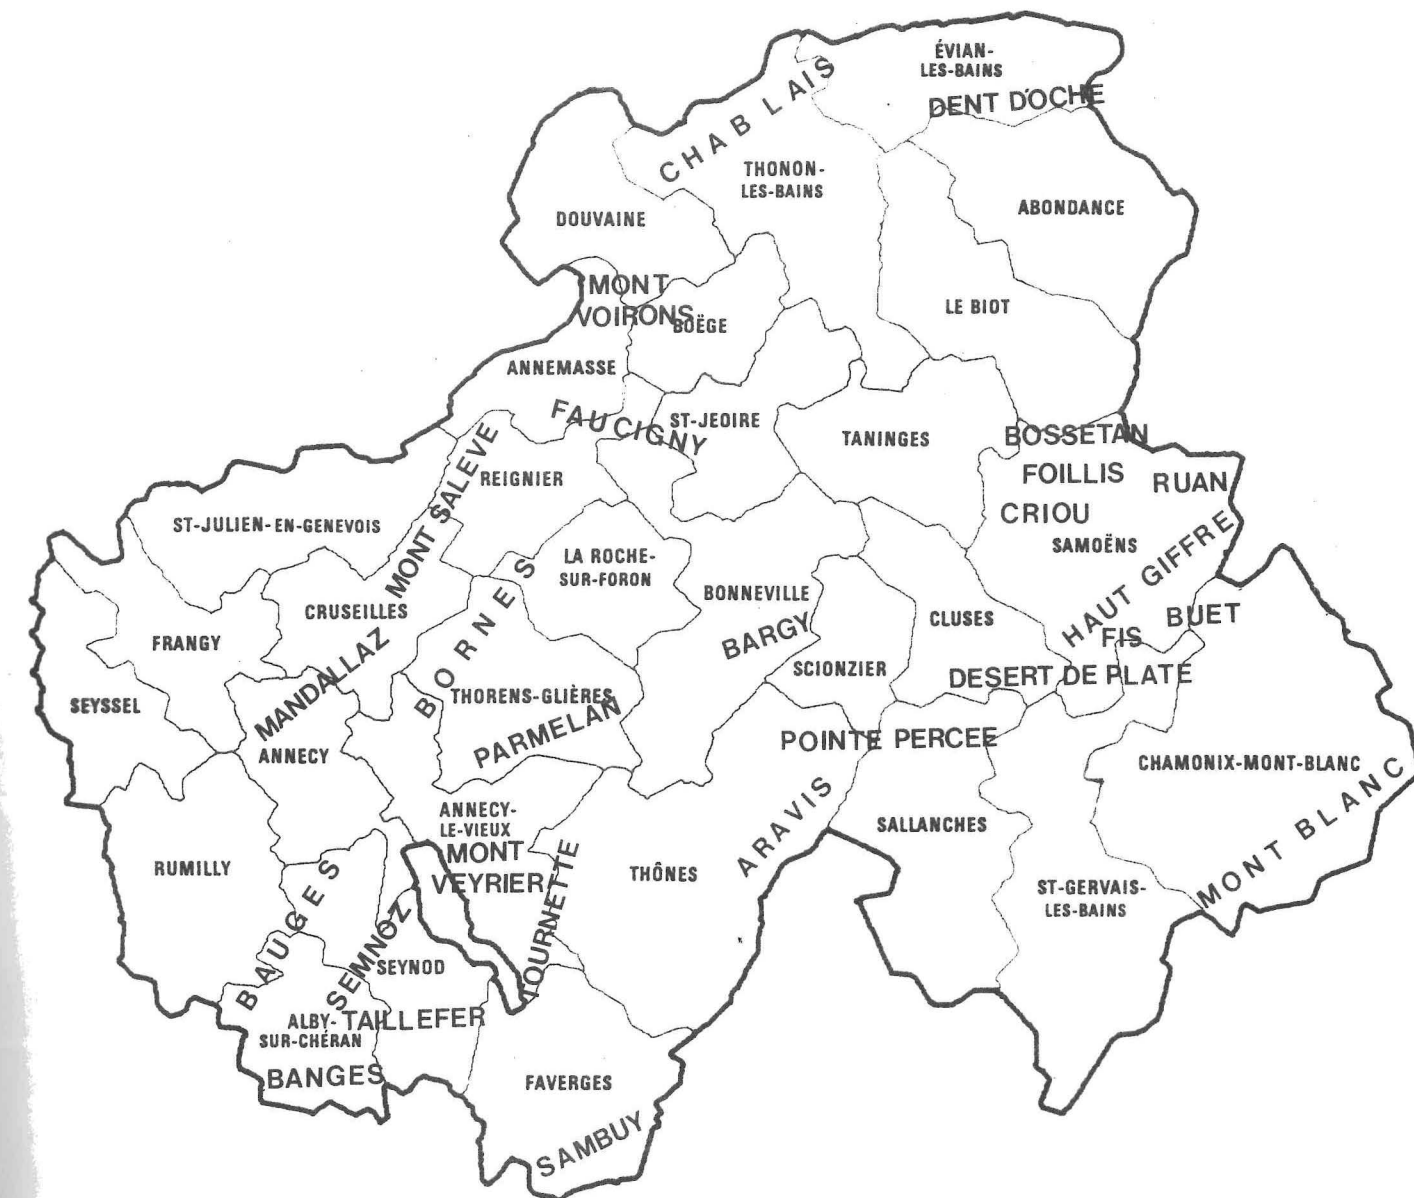 ÉVIAN-
LES-BAINS
DENT D'OCHE
CHABLAIS
THONON-
LES-BAINS
ABONDANCE
DOUVAINE
MONT
VOIRONS
BOËGE
LE BIOT
ANNEMASSE
FAUCIGNY
ST-JEOIRE
TANINGES
BOSSETAN
FOILLIS
RUAN
CRIOU
SAMOËNS
HAUT GIFFRE
MONT SALEVE
REIGNIER
ST-JULIEN-EN-GENEVOIS
LA ROCHE-
SUR-FORON
BORNES
BONNEVILLE
BARGY
CLUSES
BUET
FIS
CRUSEILLES
FRANGY
MANDALLAZ
SCIONZIER
DESERT DE PLATE
SEYSSEL
THORENS-GLIÈRES
PARMELAN
ANNECY
POINTE PERCEE
CHAMONIX-MONT-BLANC
MONT BLANC
ANNECY-
LE-VIEUX
MONT
VEYRIER
ARAVIS
SALLANCHES
RUMILLY
TOURNETTE
THÔNES
ST-GERVAIS-
LES-BAINS
BAUGES
SEMNOZ
SEYNOD
ALBY-
SUR-CHÉRAN
TAILLEFER
BANGES
FAVERGES
SAMBUY